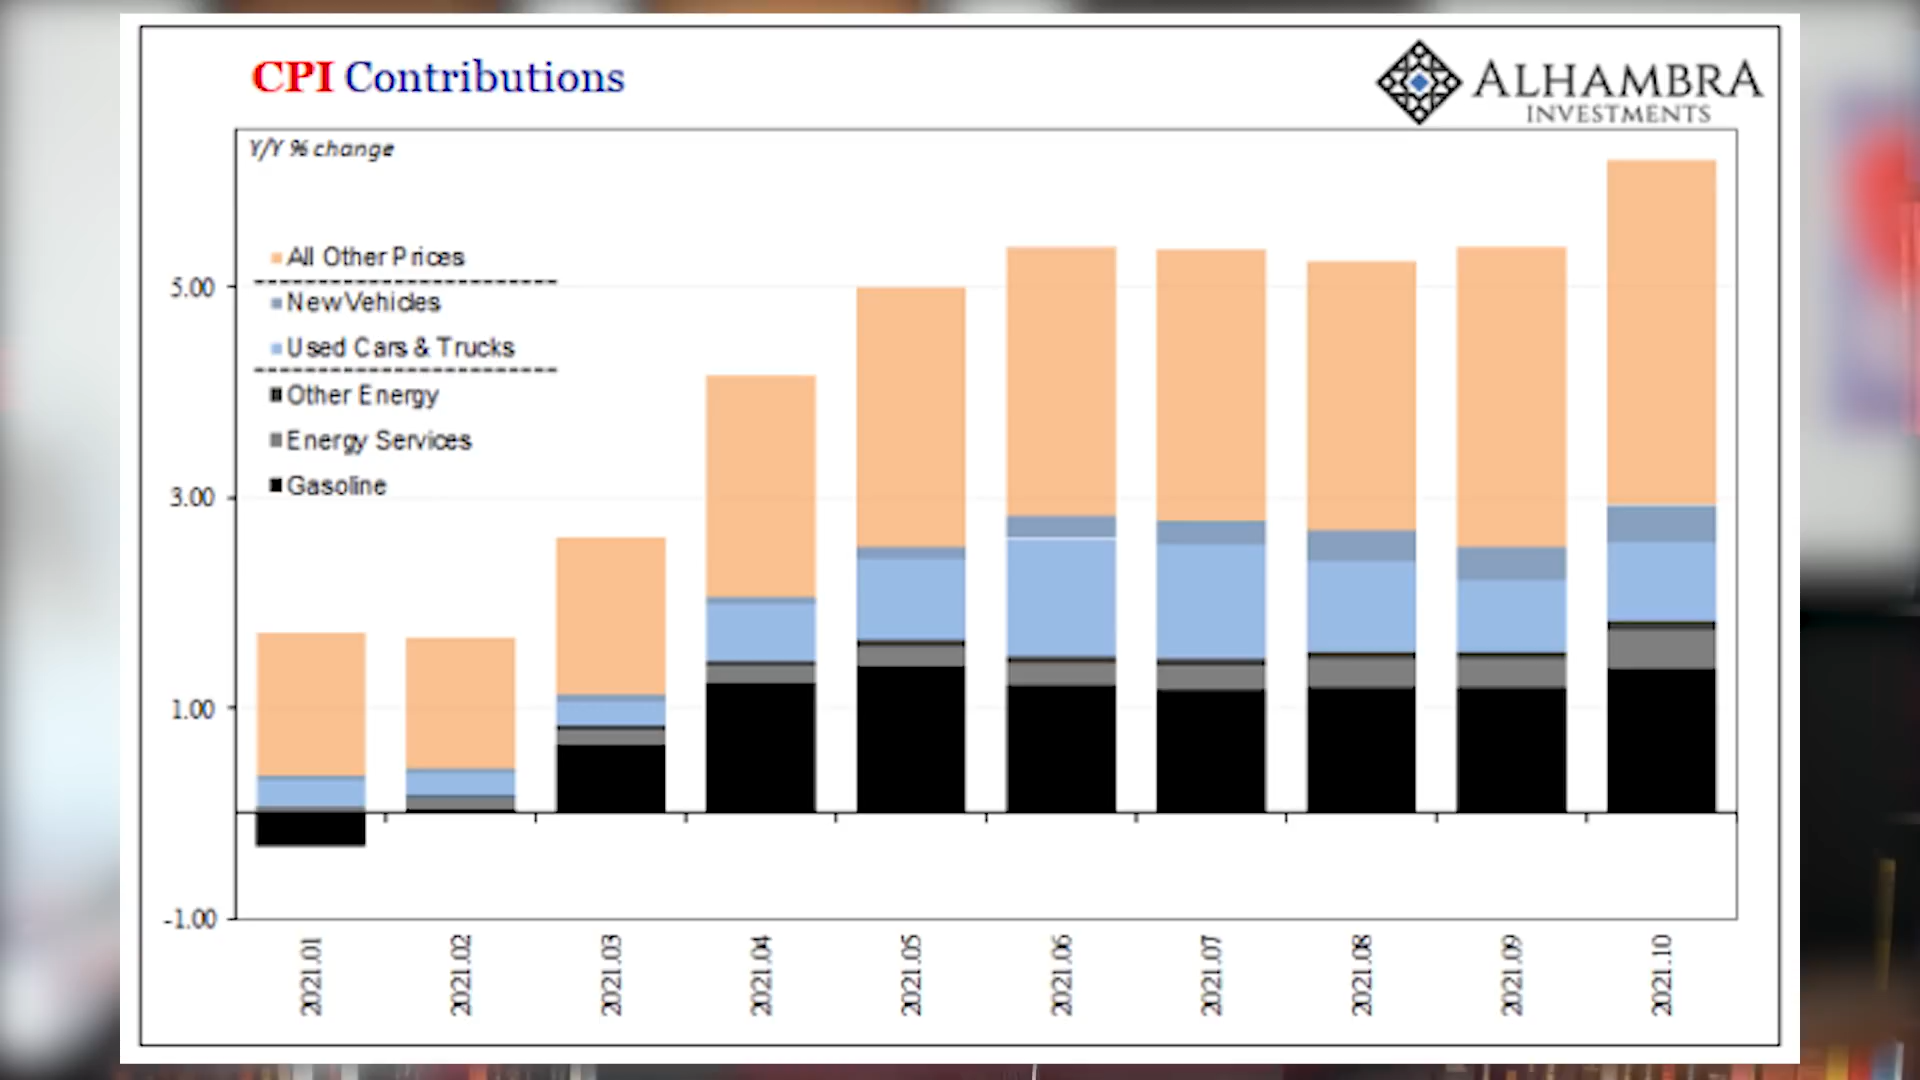 CPI Contributions
ALHAMBRA
INVESTMENTS
Y/Y % change
All Other Prices
New Vehicles
Used Cars & Trucks
Other Energy
Energy Services
Gasoline
5.00
3.00
1.00
-1.00
2021.01
2021.02
2021.03
2021.04
2021.05
2021.06
2021.07
2021.08
2021.09
2021.10